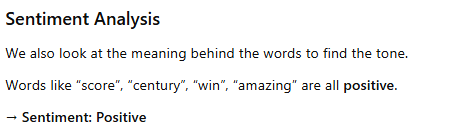 Sentiment Analysis
We also look at the meaning behind the words to find the tone.
Words like “score”, “century”, “win”, “amazing” are all positive.
→ Sentiment: Positive